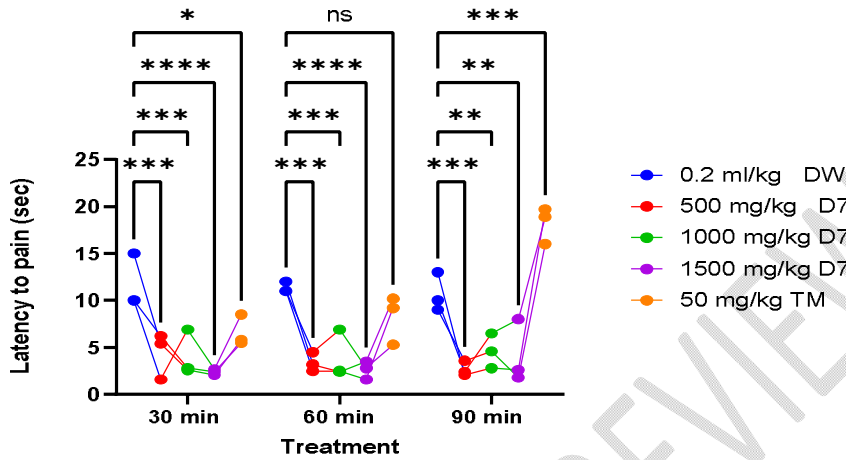 * ns ***
**** **** **
*** *** **
*** *** ***
25
20
15
10
5
0
Latency to pain (sec)
30 min 60 min 90 min
Treatment
0.2 ml/kg DW
500 mg/kg D7
1000 mg/kg D7
1500 mg/kg D7
50 mg/kg TM
REVIEW